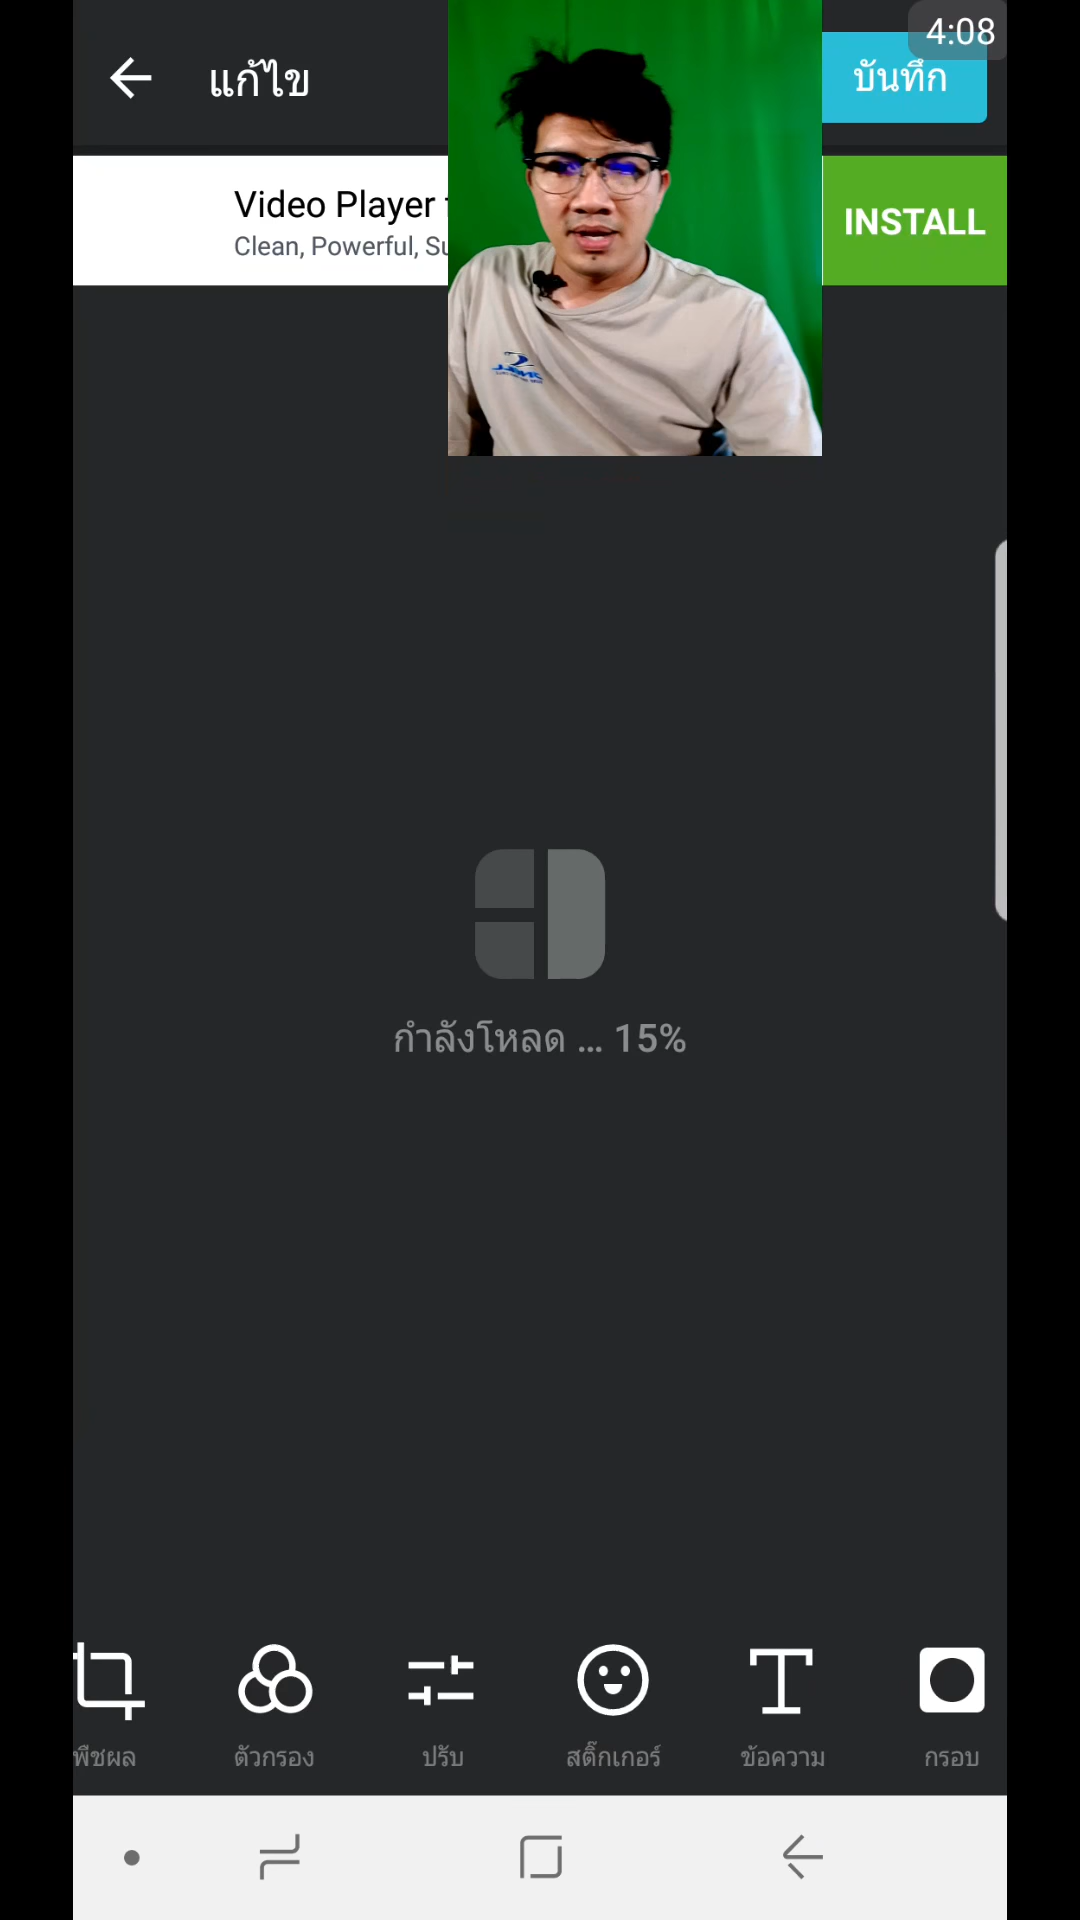 4:08
แก้ไข
บันทึก
Video Player
Clean, Powerful,
INSTALL
กำลังโหลด ... 15%
พืชผล
ตัวกรอง
ปรับ
สติ๊กเกอร์
ข้อความ
กรอบ